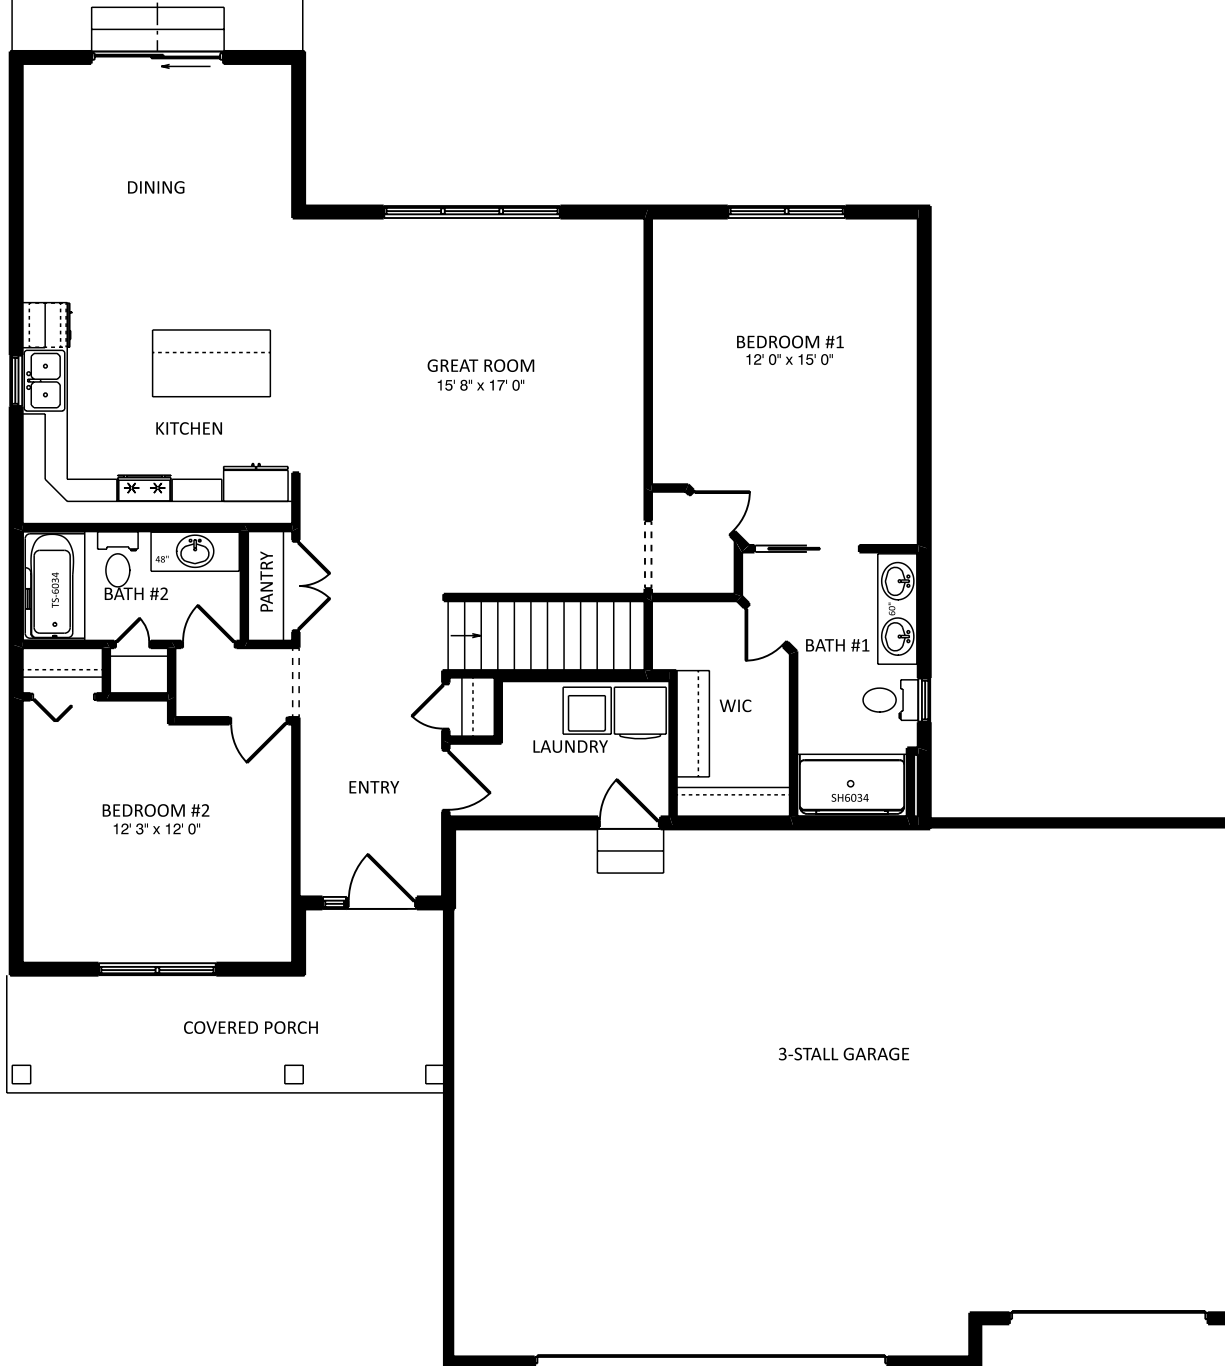 DINING
BEDROOM #1
12' 0" x 15' 0"
GREAT ROOM
15' 8" x 17' 0"
KITCHEN
48"
PANTRY
TS-6034
BATH #2
60"
BATH #1
WIC
LAUNDRY
ENTRY
SH6034
BEDROOM #2
12' 3" x 12' 0"
COVERED PORCH
3-STALL GARAGE